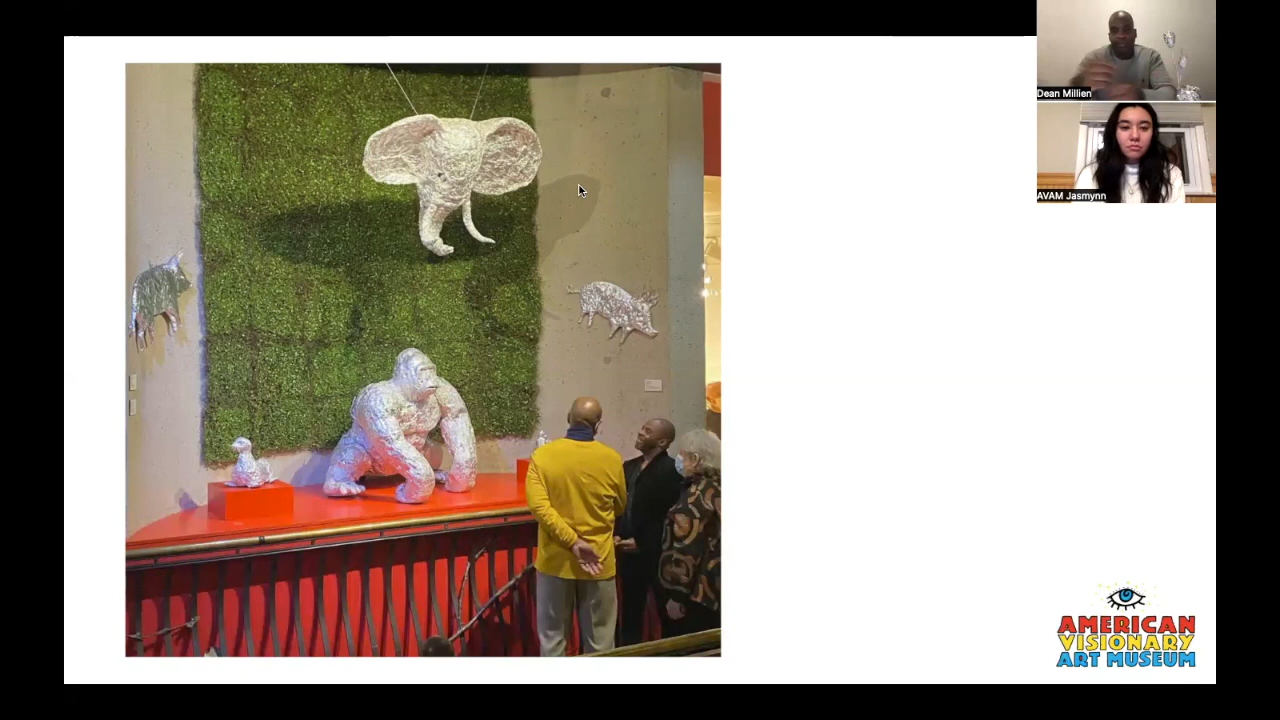 Dean Millien
AVAM Jasmynn
AMERICAN
VISIONARY
ART MUSEUM